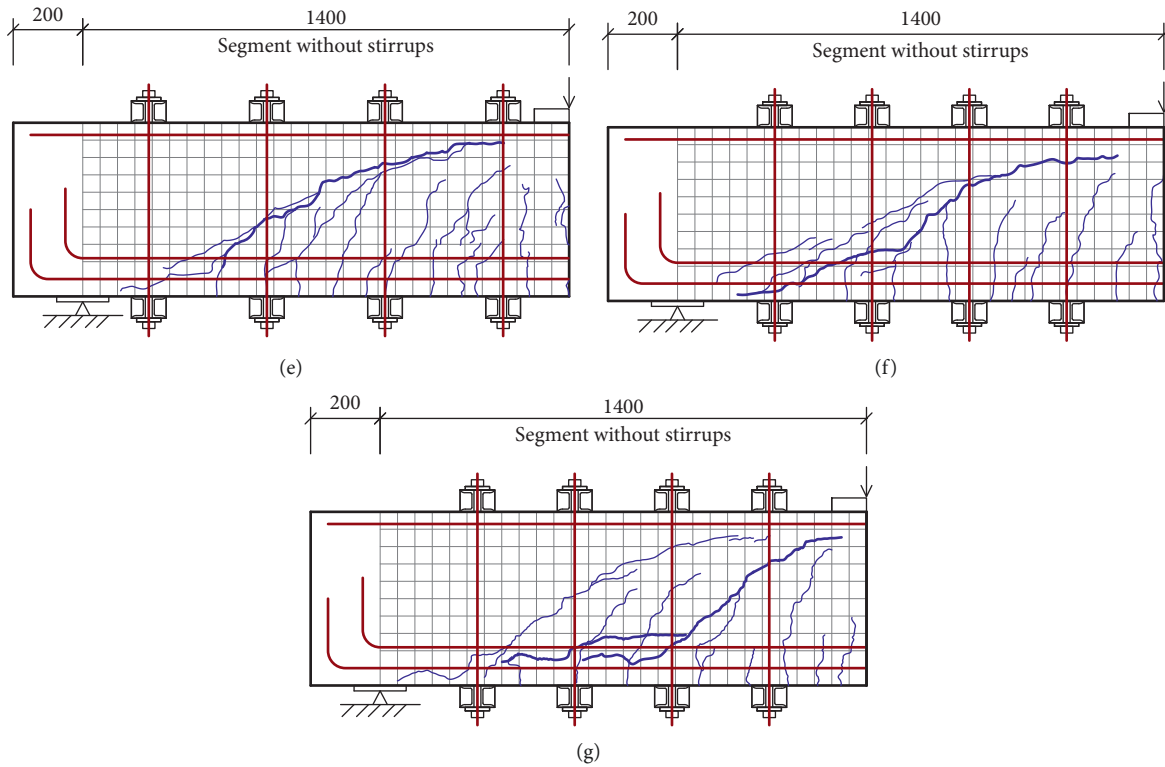 200 1400
Segment without stirrups
200 1400
Segment without stirrups
(e)
(f)
200 1400
Segment without stirrups
(g)